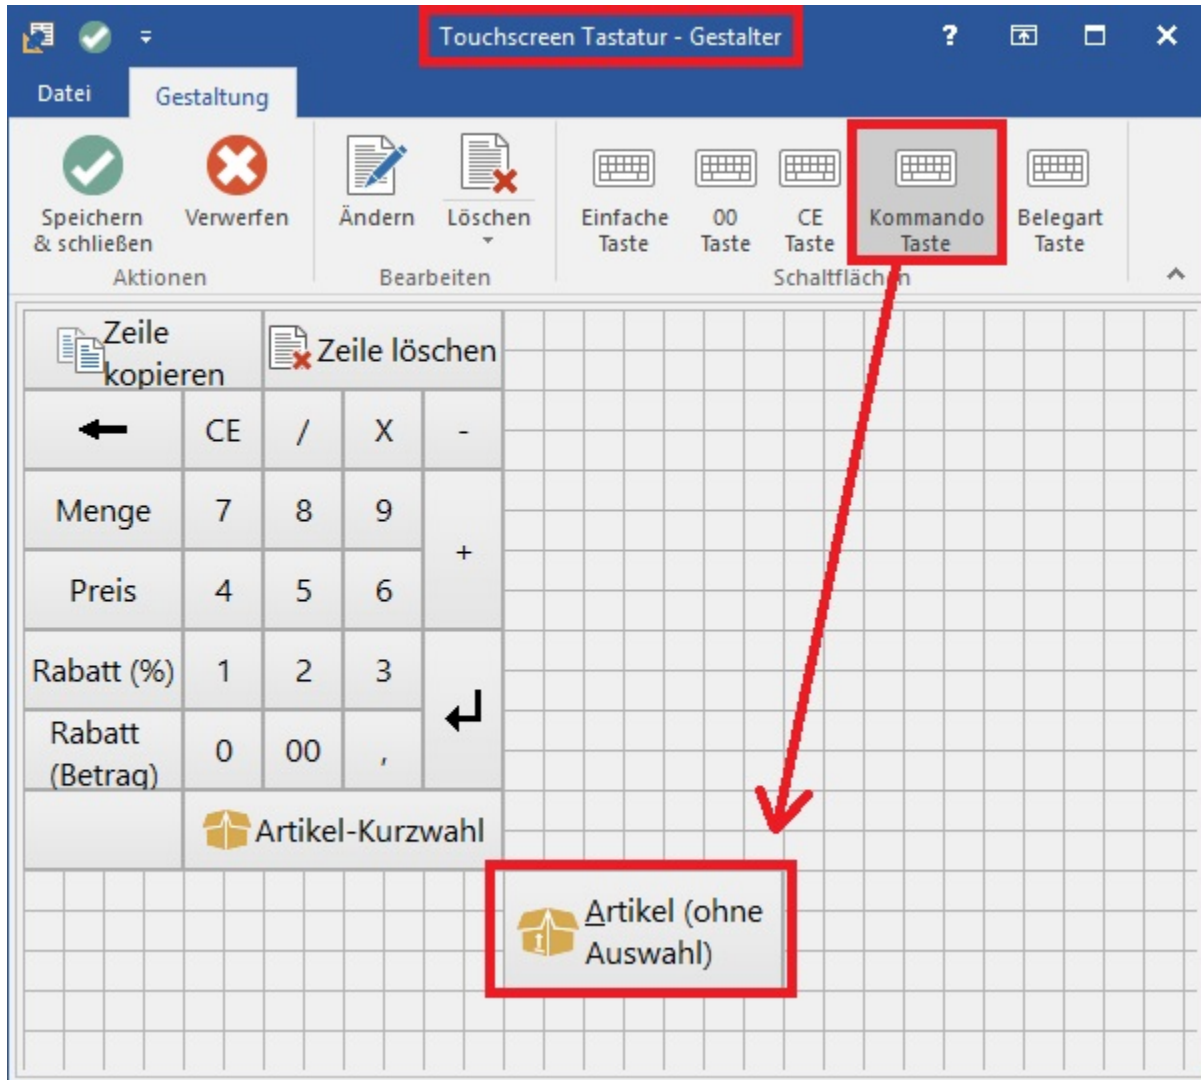 Touchscreen Tastatur - Gestalter
?
Datei
Gestaltung
Speichern
& schließen
Verwerfen
Ändern
Löschen
Einfache
Taste
00
Taste
CE
Taste
Kommando
Taste
Belegart
Taste
Aktionen
Bearbeiten
Schaltflächen
Zeile
kopieren
Zeile löschen
CE / X -
Menge 7 8 9
+
Preis 4 5 6
Rabatt (%) 1 2 3
Rabatt
(Betrag)
0 00 ,
Artikel-Kurzwahl
Artikel (ohne
Auswahl)